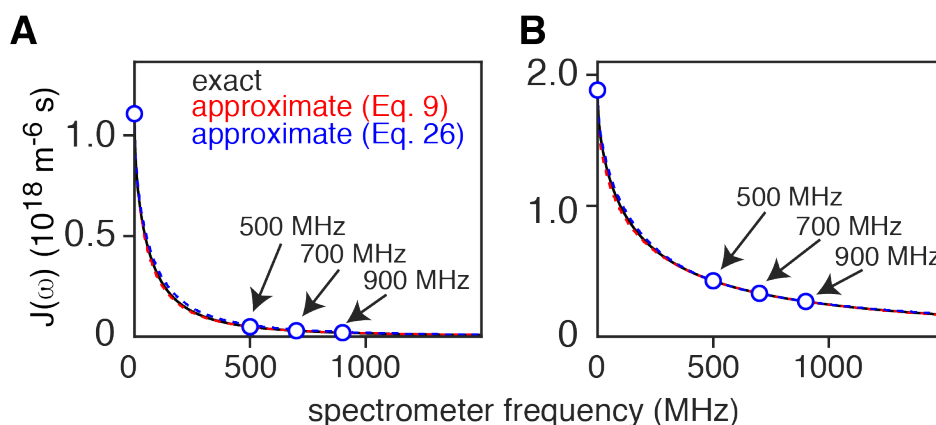 A
B
exact
approximate (Eq. 9)
approximate (Eq. 26)
J(ω) (10¹⁸ m⁻⁶ s)
1.0
0.5
0
500 MHz
700 MHz
900 MHz
0
500
1000
2.0
1.0
0
500 MHz
700 MHz
900 MHz
0
500
1000
spectrometer frequency (MHz)